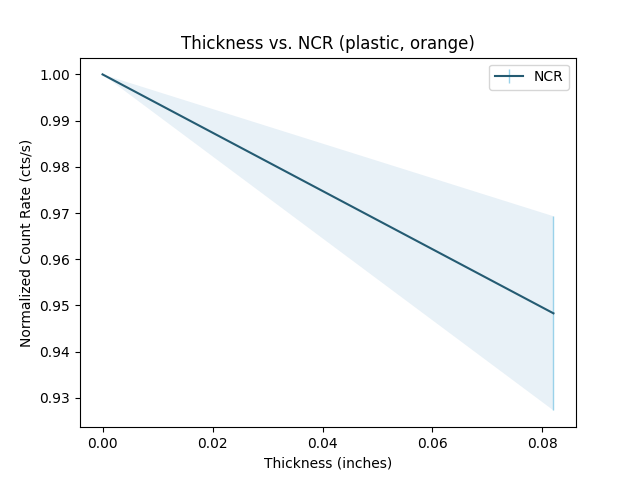 Thickness vs. NCR (plastic, orange)
NCR
Normalized Count Rate (cts/s)
1.00
0.99
0.98
0.97
0.96
0.95
0.94
0.93
0.00 0.02 0.04 0.06 0.08
Thickness (inches)